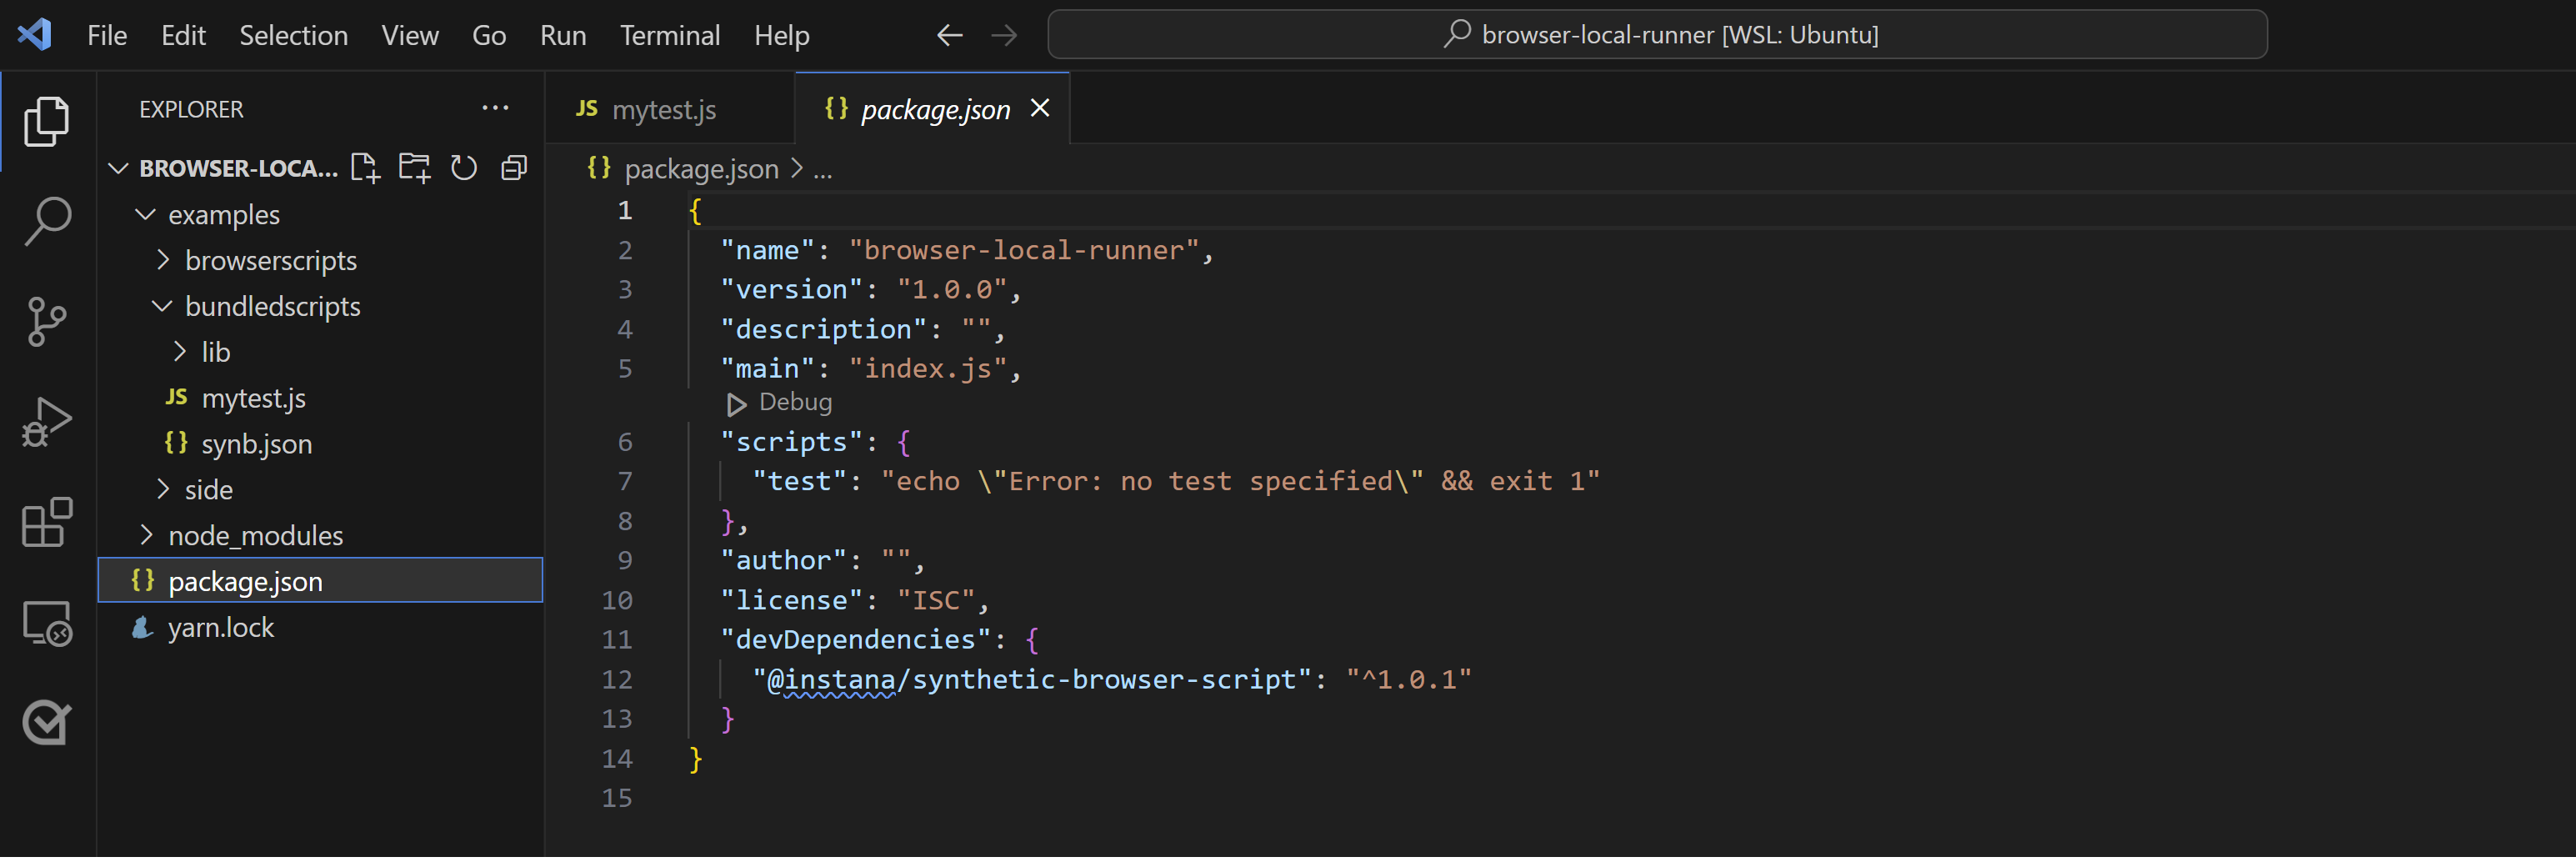 File Edit Selection View Go Run Terminal Help
browser-local-runner [WSL: Ubuntu]
EXPLORER
BROWSER-LOCA...
examples
browserscripts
bundledscripts
lib
JS mytest.js
{} synb.json
side
node_modules
{} package.json
yarn.lock
JS mytest.js
{} package.json
{} package.json > ...
1 {
2 "name": "browser-local-runner",
3 "version": "1.0.0",
4 "description": "",
5 "main": "index.js",
Debug
6 "scripts": {
7 "test": "echo \"Error: no test specified\" && exit 1"
8 },
9 "author": "",
10 "license": "ISC",
11 "devDependencies": {
12 "@instana/synthetic-browser-script": "^1.0.1"
13 }
14 }
15